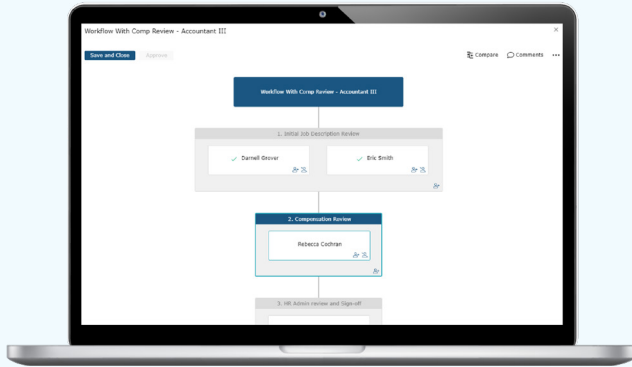 Workflow With Comp Review - Accountant III
Save and Close
Approve
Compare
Comments
Workflow With Comp Review - Accountant III
1. Initial Job Description Review
Darnell Grover
Eric Smith
2. Compensation Review
Rebecca Cochran
3. HR Admin review and Sign-off